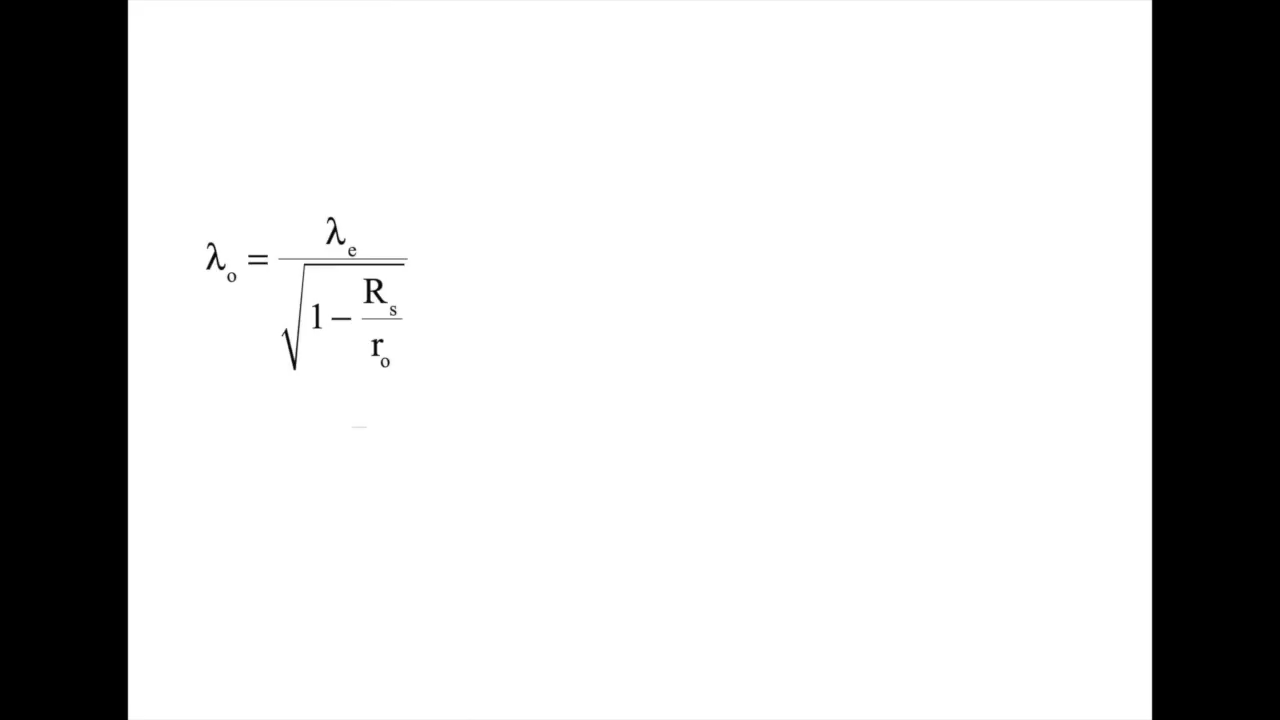 λₒ = λₑ / √(1 − Rₛ / rₒ)